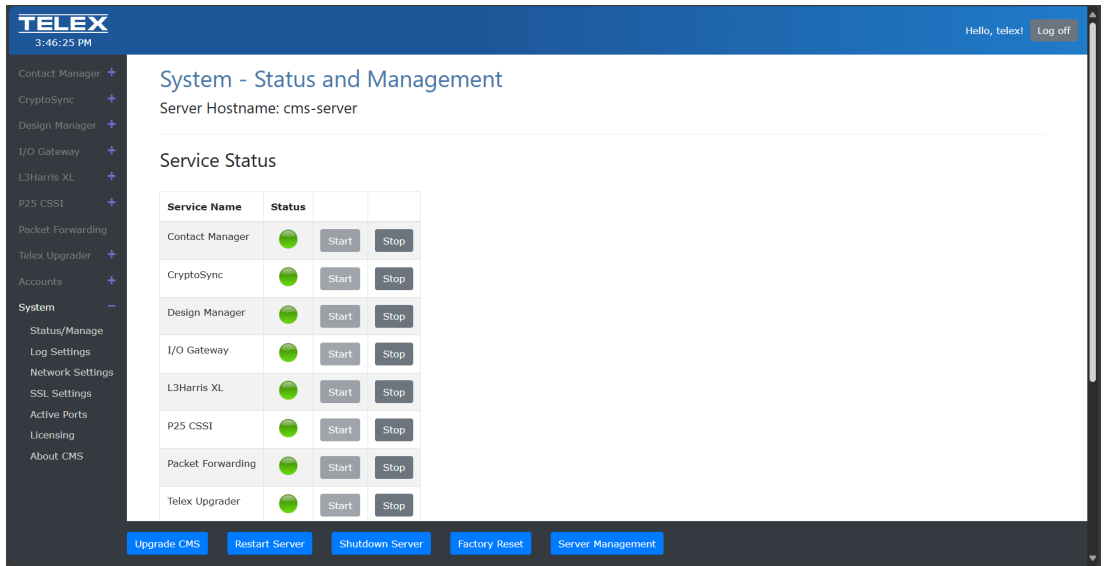 TELEX
3:46:25 PM
Hello, telex! Log off
Contact Manager +
CryptoSync +
Design Manager +
I/O Gateway +
L3Harris XL +
P25 CSSI +
Packet Forwarding
Telex Upgrader +
Accounts +
System −
Status/Manage
Log Settings
Network Settings
SSL Settings
Active Ports
Licensing
About CMS
System - Status and Management
Server Hostname: cms-server
Service Status
Service Name Status
Contact Manager Start Stop
CryptoSync Start Stop
Design Manager Start Stop
I/O Gateway Start Stop
L3Harris XL Start Stop
P25 CSSI Start Stop
Packet Forwarding Start Stop
Telex Upgrader Start Stop
Upgrade CMS Restart Server Shutdown Server Factory Reset Server Management